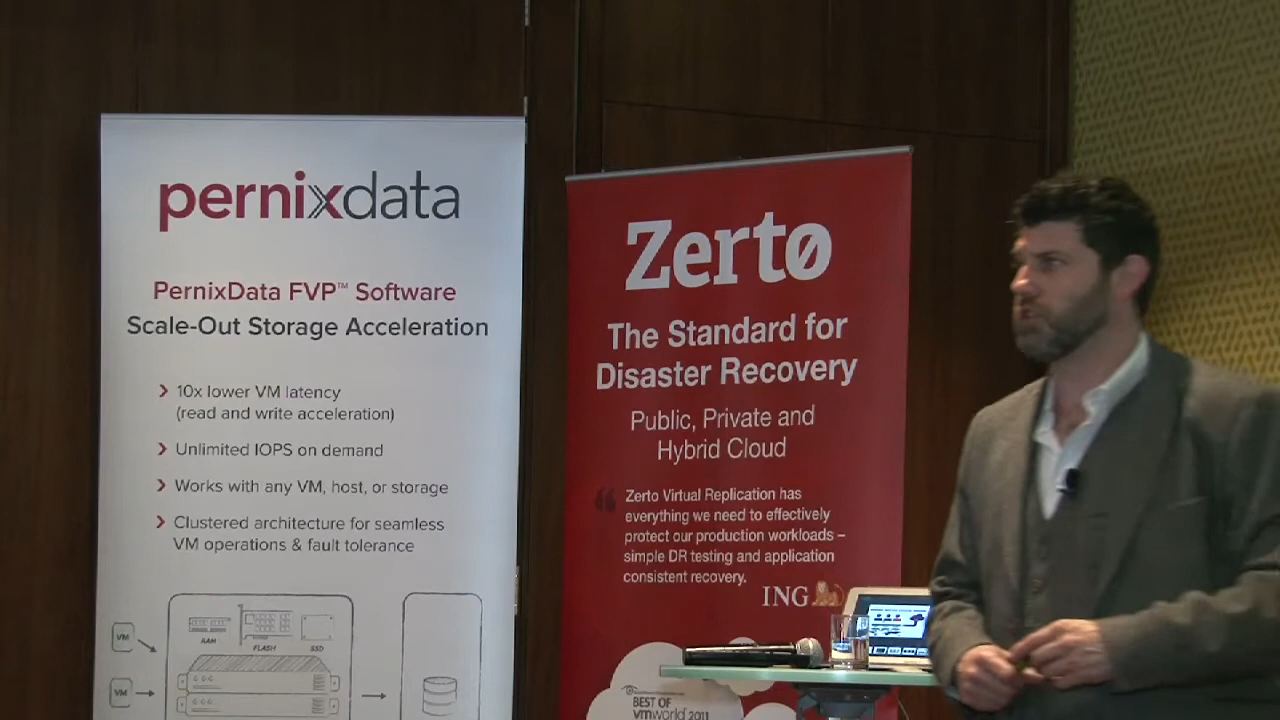 pernixdata
PernixData FVP™ Software
Scale-Out Storage Acceleration
10x lower VM latency
(read and write acceleration)
Unlimited IOPS on demand
Works with any VM, host, or storage
Clustered architecture for seamless
VM operations & fault tolerance
VM
RAM
FLASH
SSD
VM
Zerto
The Standard for
Disaster Recovery
Public, Private and
Hybrid Cloud
“ Zerto Virtual Replication has
everything we need to effectively
protect our production workloads –
simple DR testing and application
consistent recovery.
ING
BEST OF
vmworld 2011